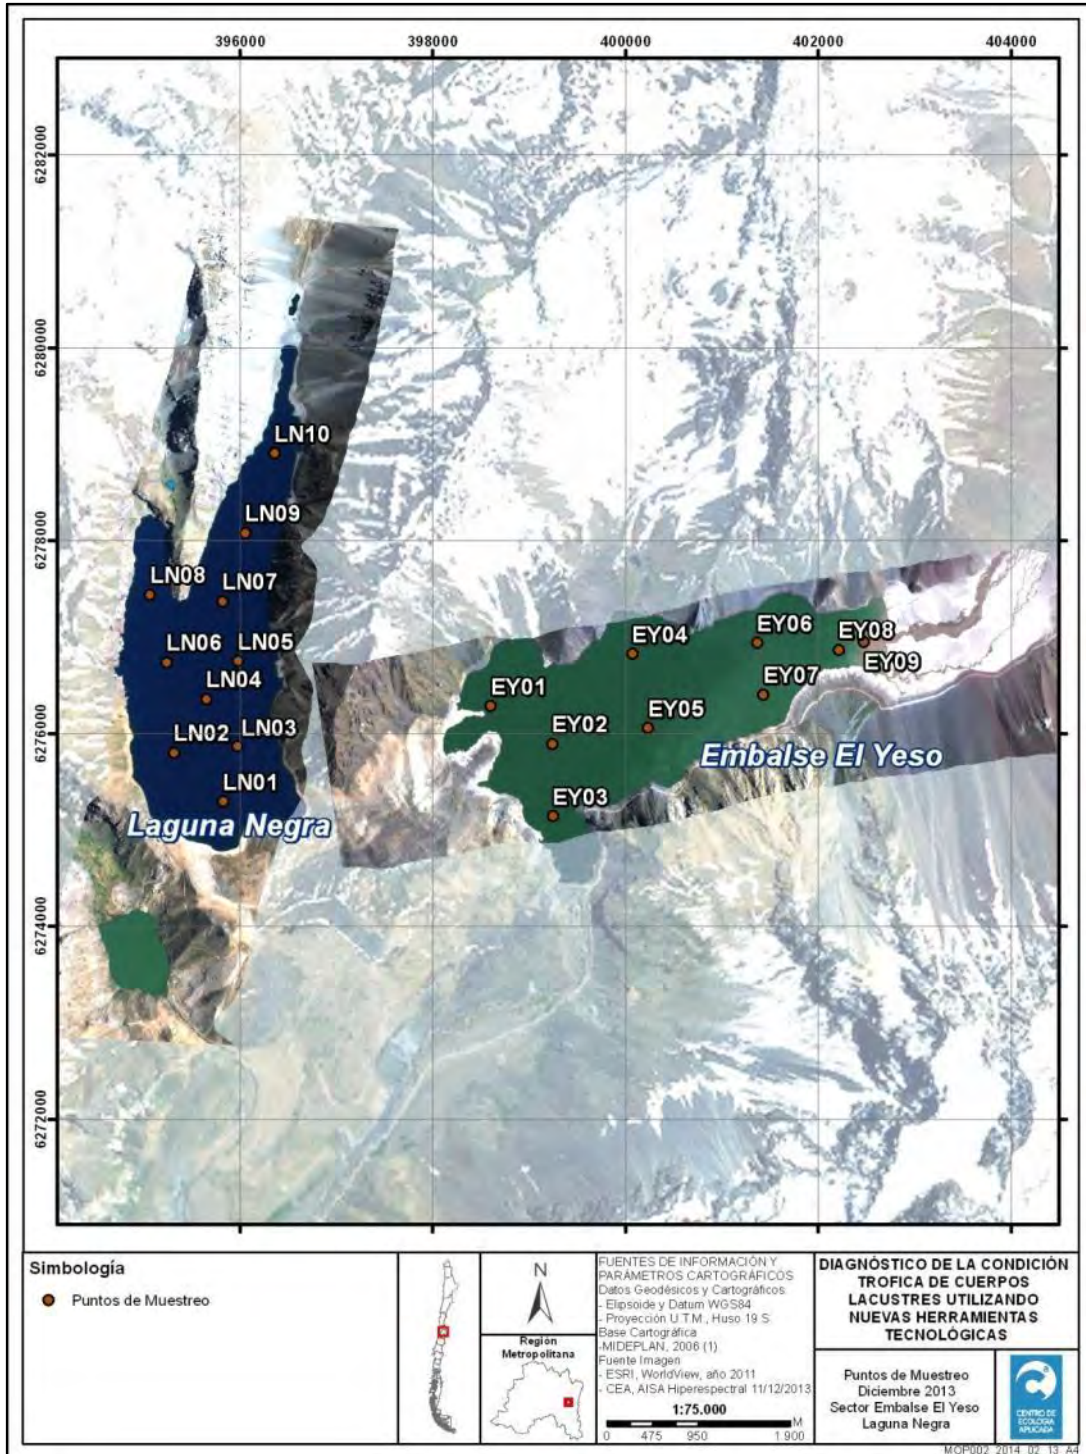 396000
398000
400000
402000
404000
6282000
6280000
6278000
6276000
6274000
6272000
LN10
LN09
LN08
LN07
LN06
LN05
LN04
LN02
LN03
LN01
Laguna Negra
EY04
EY06
EY08
EY09
EY01
EY07
EY02
EY05
Embalse El Yeso
EY03
Simbología
Puntos de Muestreo
N
Región
Metropolitana
FUENTES DE INFORMACIÓN Y
PARÁMETROS CARTOGRÁFICOS
Datos Geodésicos y Cartográficos
- Elipsoide y Datum WGS84
- Proyección U.T.M., Huso 19 S
Base Cartográfica
-MIDEPLAN, 2006 (1)
Fuente Imagen
- ESRI, WorldView, año 2011
- CEA, AISA Hiperespectral 11/12/2013
1:75.000
M
0 475 950 1.900
DIAGNÓSTICO DE LA CONDICIÓN
TROFICA DE CUERPOS
LACUSTRES UTILIZANDO
NUEVAS HERRAMIENTAS
TECNOLÓGICAS
Puntos de Muestreo
Diciembre 2013
Sector Embalse El Yeso
Laguna Negra
CENTRO DE
ECOLOGÍA
APLICADA
MOP002_2014_02_13_A4